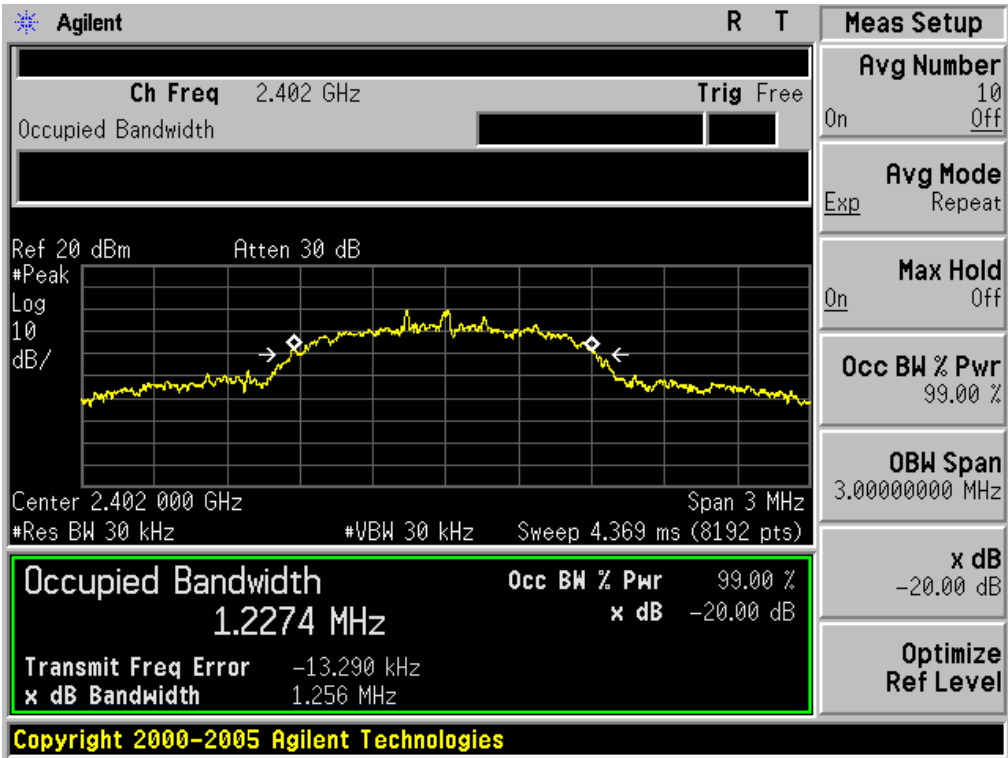 Agilent R T
Ch Freq 2.402 GHz Trig Free
Occupied Bandwidth
Ref 20 dBm Atten 30 dB
#Peak
Log
10
dB/
Center 2.402 000 GHz Span 3 MHz
#Res BW 30 kHz #VBW 30 kHz Sweep 4.369 ms (8192 pts)
Occupied Bandwidth Occ BW % Pwr 99.00 %
1.2274 MHz x dB -20.00 dB
Transmit Freq Error -13.290 kHz
x dB Bandwidth 1.256 MHz
Copyright 2000-2005 Agilent Technologies
Meas Setup
Avg Number
10
On Off
Avg Mode
Exp Repeat
Max Hold
On Off
Occ BW % Pwr
99.00 %
OBW Span
3.00000000 MHz
x dB
-20.00 dB
Optimize
Ref Level